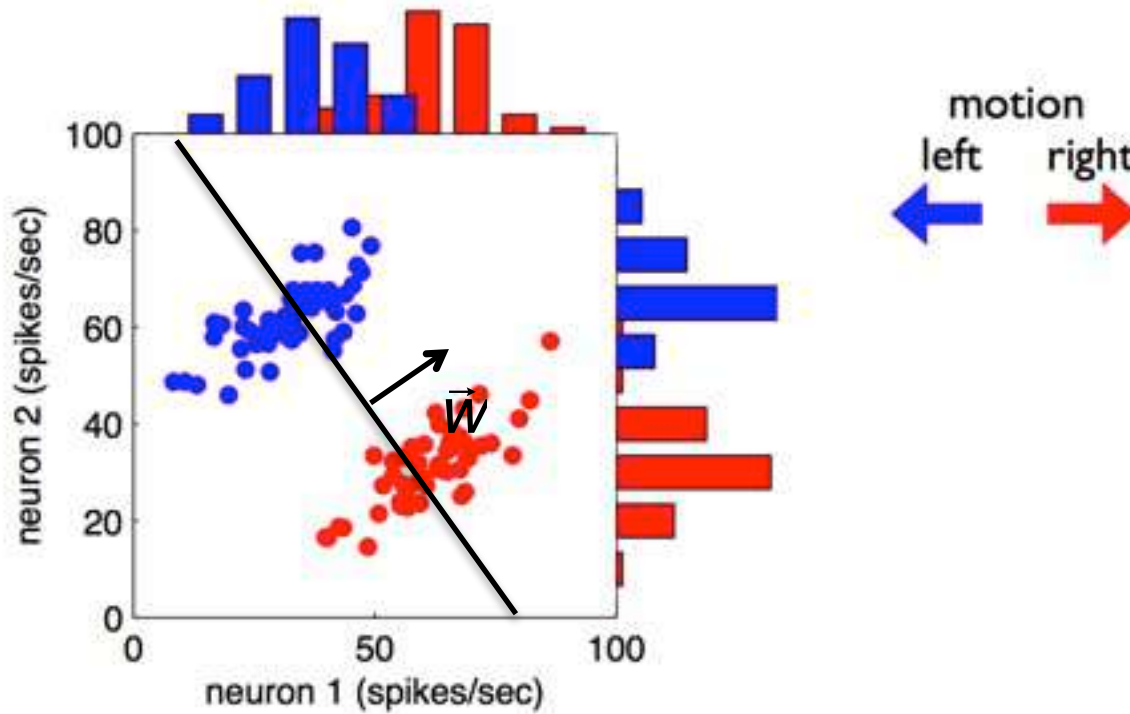 motion
left right
100
80
60
40
20
0
neuron 2 (spikes/sec)
w
0 50 100
neuron 1 (spikes/sec)